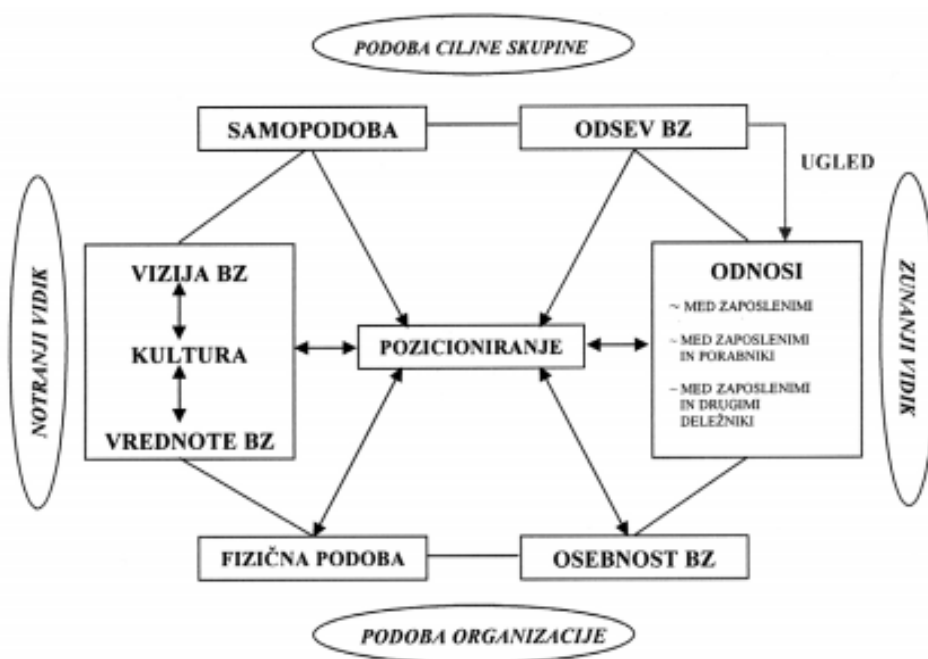 PODOBA CILJNE SKUPINE
SAMOPODOBA
ODSEV BZ
UGLED
NOTRANJI VIDIK
VIZIJA BZ
KULTURA
VREDNOTE BZ
POZICIONIRANJE
ODNOSI
~ MED ZAPOSLENIMI
~ MED ZAPOSLENIMI
IN PORABNIKI
~ MED ZAPOSLENIMI
IN DRUGIMI
DELEŽNIKI
ZUNANJI VIDIK
FIZIČNA PODOBA
OSEBNOST BZ
PODOBA ORGANIZACIJE